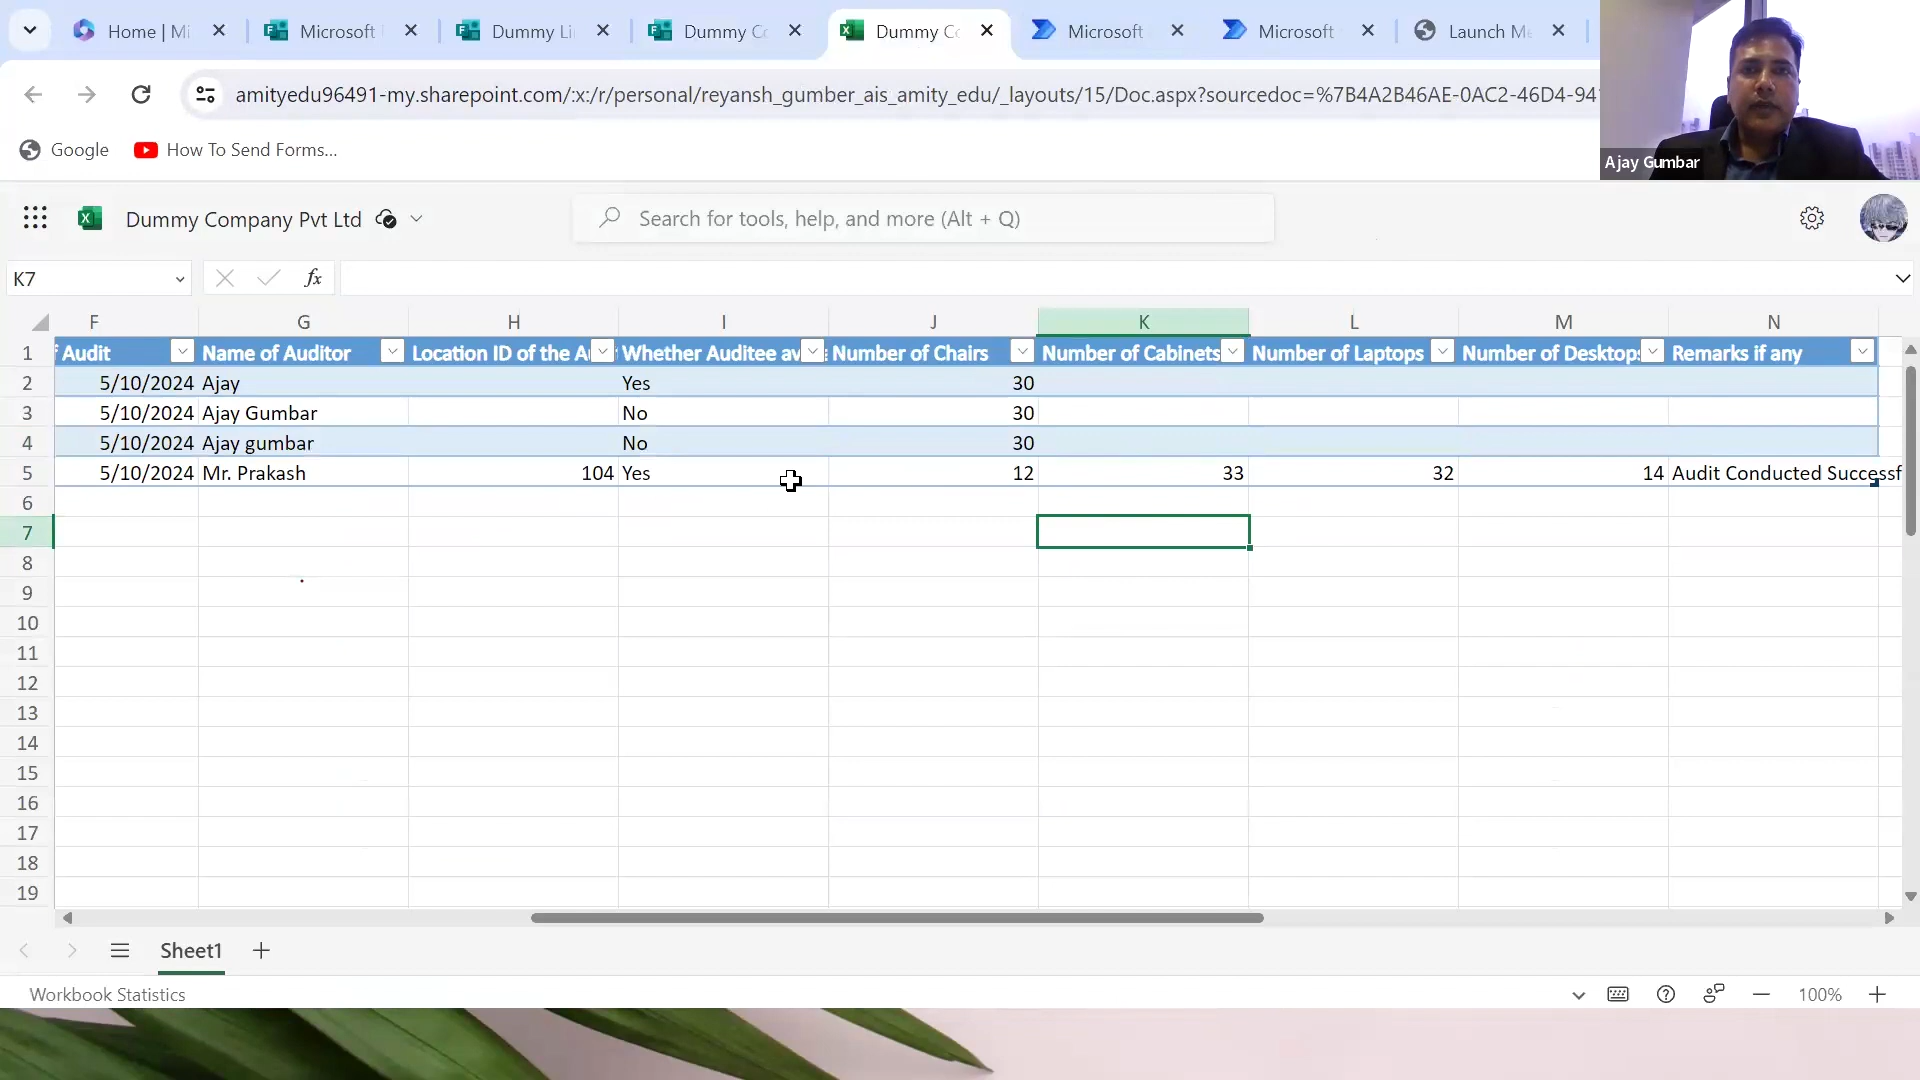 Home | Mi
Microsoft
Dummy Li
Dummy Co
Dummy Co
Microsoft
Microsoft
Launch Me
amityedu96491-my.sharepoint.com/:x:/r/personal/reyansh_gumber_ais_amity_edu/_layouts/15/Doc.aspx?sourcedoc=%7B4A2B46AE-0AC2-46D4-94
Google
How To Send Forms...
Ajay Gumbar
Dummy Company Pvt Ltd
Search for tools, help, and more (Alt + Q)
K7
fx
F G H I J K L M N
1 Audit Name of Auditor Location ID of the Au Whether Auditee av Number of Chairs Number of Cabinets Number of Laptops Number of Desktops Remarks if any
2 5/10/2024 Ajay Yes 30
3 5/10/2024 Ajay Gumbar No 30
4 5/10/2024 Ajay gumbar No 30
5 5/10/2024 Mr. Prakash 104 Yes 12 33 32 14 Audit Conducted Successf
6
7
8
9
10
11
12
13
14
15
16
17
18
19
Sheet1
Workbook Statistics
100%